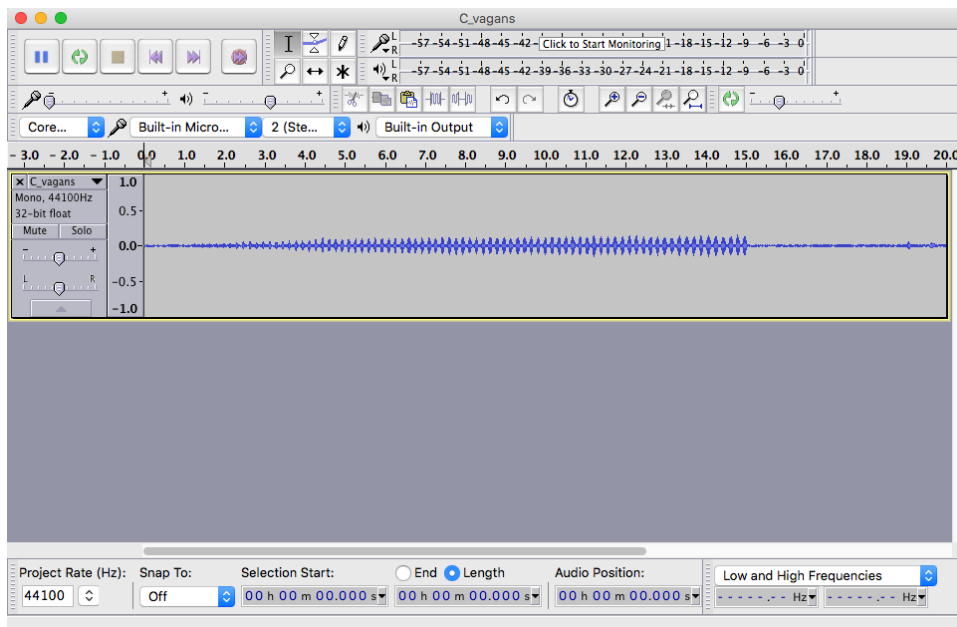 C_vagans
L
R
-57 -54 -51 -48 -45 -42 - Click to Start Monitoring 1 -18 -15 -12 -9 -6 -3 0
L
R
-57 -54 -51 -48 -45 -42 -39 -36 -33 -30 -27 -24 -21 -18 -15 -12 -9 -6 -3 0
- + - + - +
Core... Built-in Micro... 2 (Ste... Built-in Output
- 3.0 - 2.0 - 1.0 0.0 1.0 2.0 3.0 4.0 5.0 6.0 7.0 8.0 9.0 10.0 11.0 12.0 13.0 14.0 15.0 16.0 17.0 18.0 19.0 20.0
x C_vagans 1.0
Mono, 44100Hz
32-bit float 0.5-
Mute Solo
- + 0.0-
L R -0.5-
-1.0
Project Rate (Hz): Snap To: Selection Start: End Length Audio Position: Low and High Frequencies
44100 Off 00 h 00 m 00.000 s 00 h 00 m 00.000 s 00 h 00 m 00.000 s - - - - - . - - Hz - - - - - . - - Hz